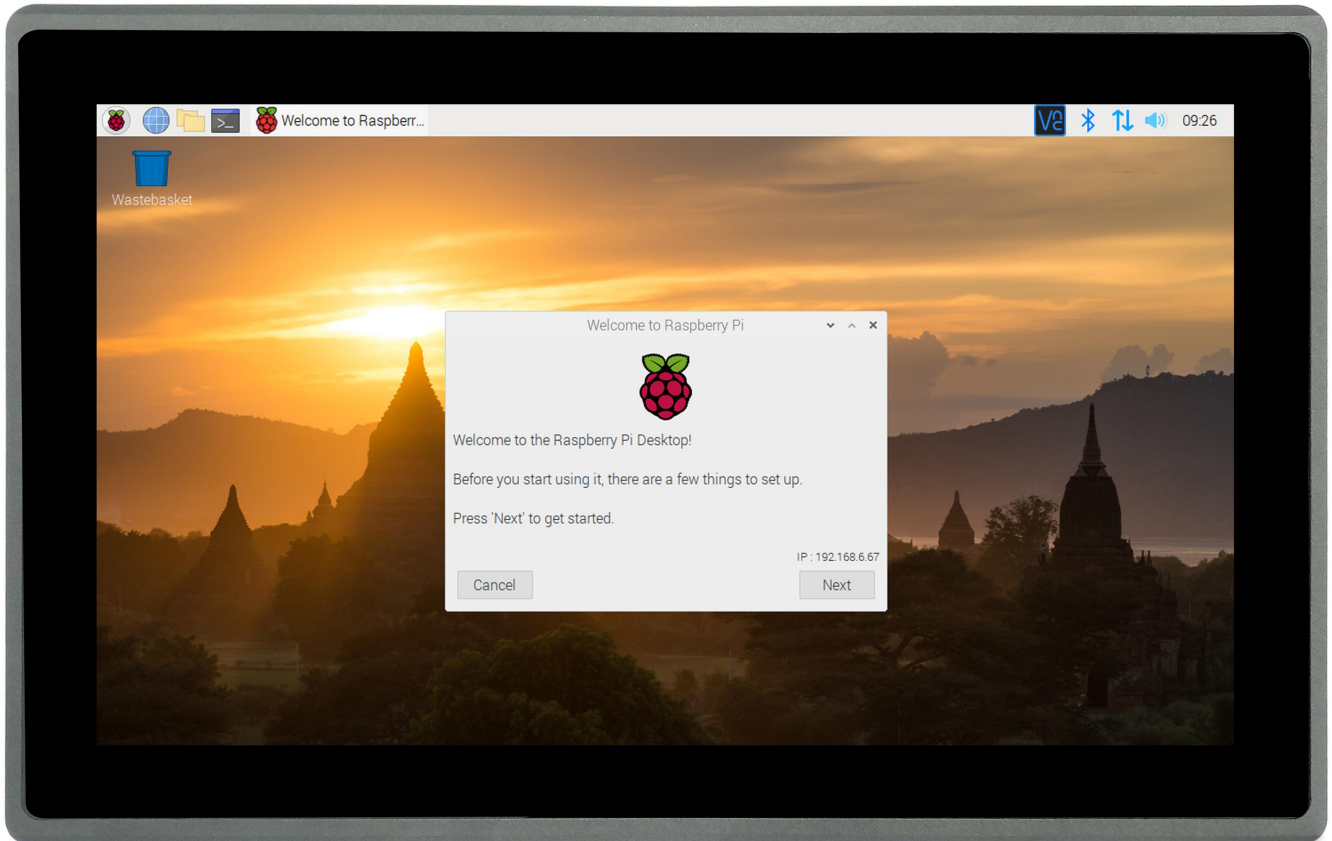 Welcome to Raspberr...
09:26
Wastebasket
Welcome to Raspberry Pi
Welcome to the Raspberry Pi Desktop!
Before you start using it, there are a few things to set up.
Press 'Next' to get started.
IP : 192.168.6.67
Cancel
Next